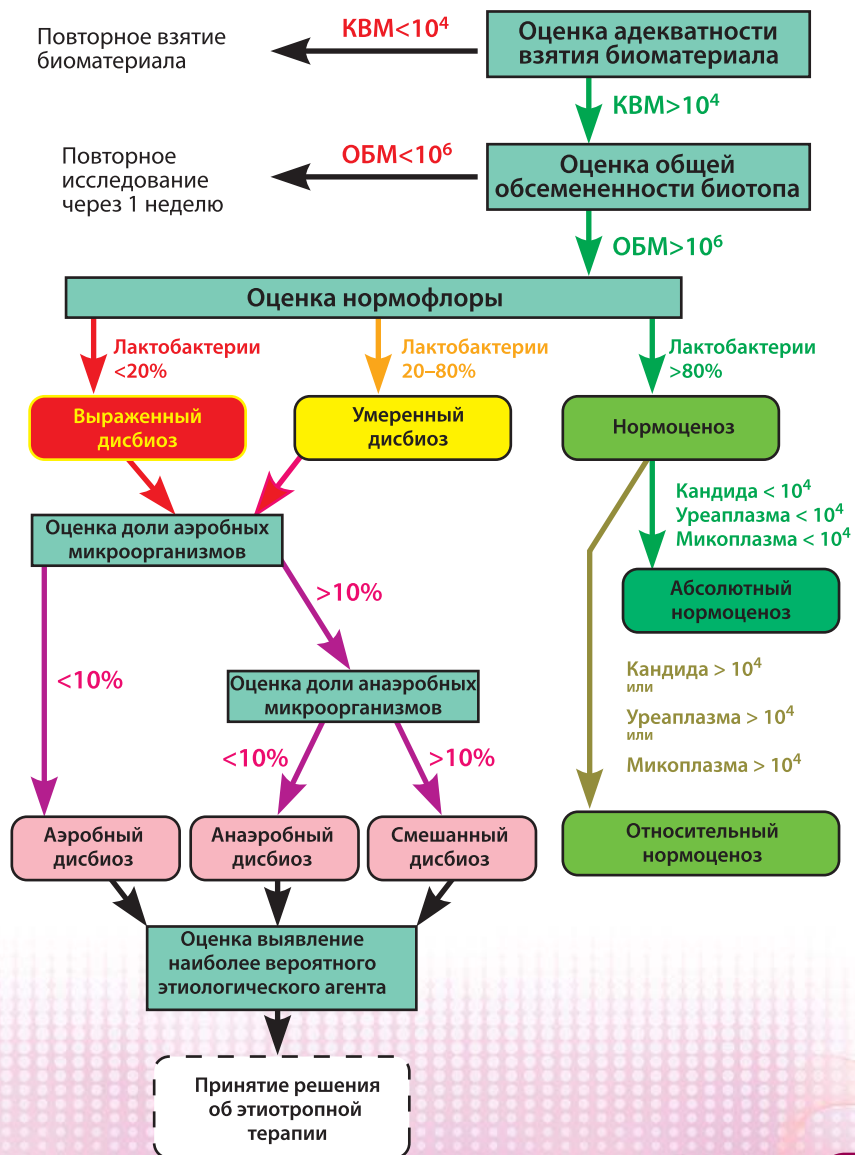 Повторное взятие
биоматериала
КВМ<10⁴
Оценка адекватности
взятия биоматериала
КВМ>10⁴
Повторное
исследование
через 1 неделю
ОБМ<10⁶
Оценка общей
обсемененности биотопа
ОБМ>10⁶
Оценка нормофлоры
Лактобактерии
<20%
Лактобактерии
20–80%
Лактобактерии
>80%
Выраженный
дисбиоз
Умеренный
дисбиоз
Нормоценоз
Кандида < 10⁴
Уреаплазма < 10⁴
Микоплазма < 10⁴
Оценка доли аэробных
микроорганизмов
Абсолютный
нормоценоз
>10%
<10%
Оценка доли анаэробных
микроорганизмов
Кандида > 10⁴
или
Уреаплазма > 10⁴
или
Микоплазма > 10⁴
<10%
>10%
Аэробный
дисбиоз
Анаэробный
дисбиоз
Смешанный
дисбиоз
Относительный
нормоценоз
Оценка выявление
наиболее вероятного
этиологического агента
Принятие решения
об этиотропной
терапии